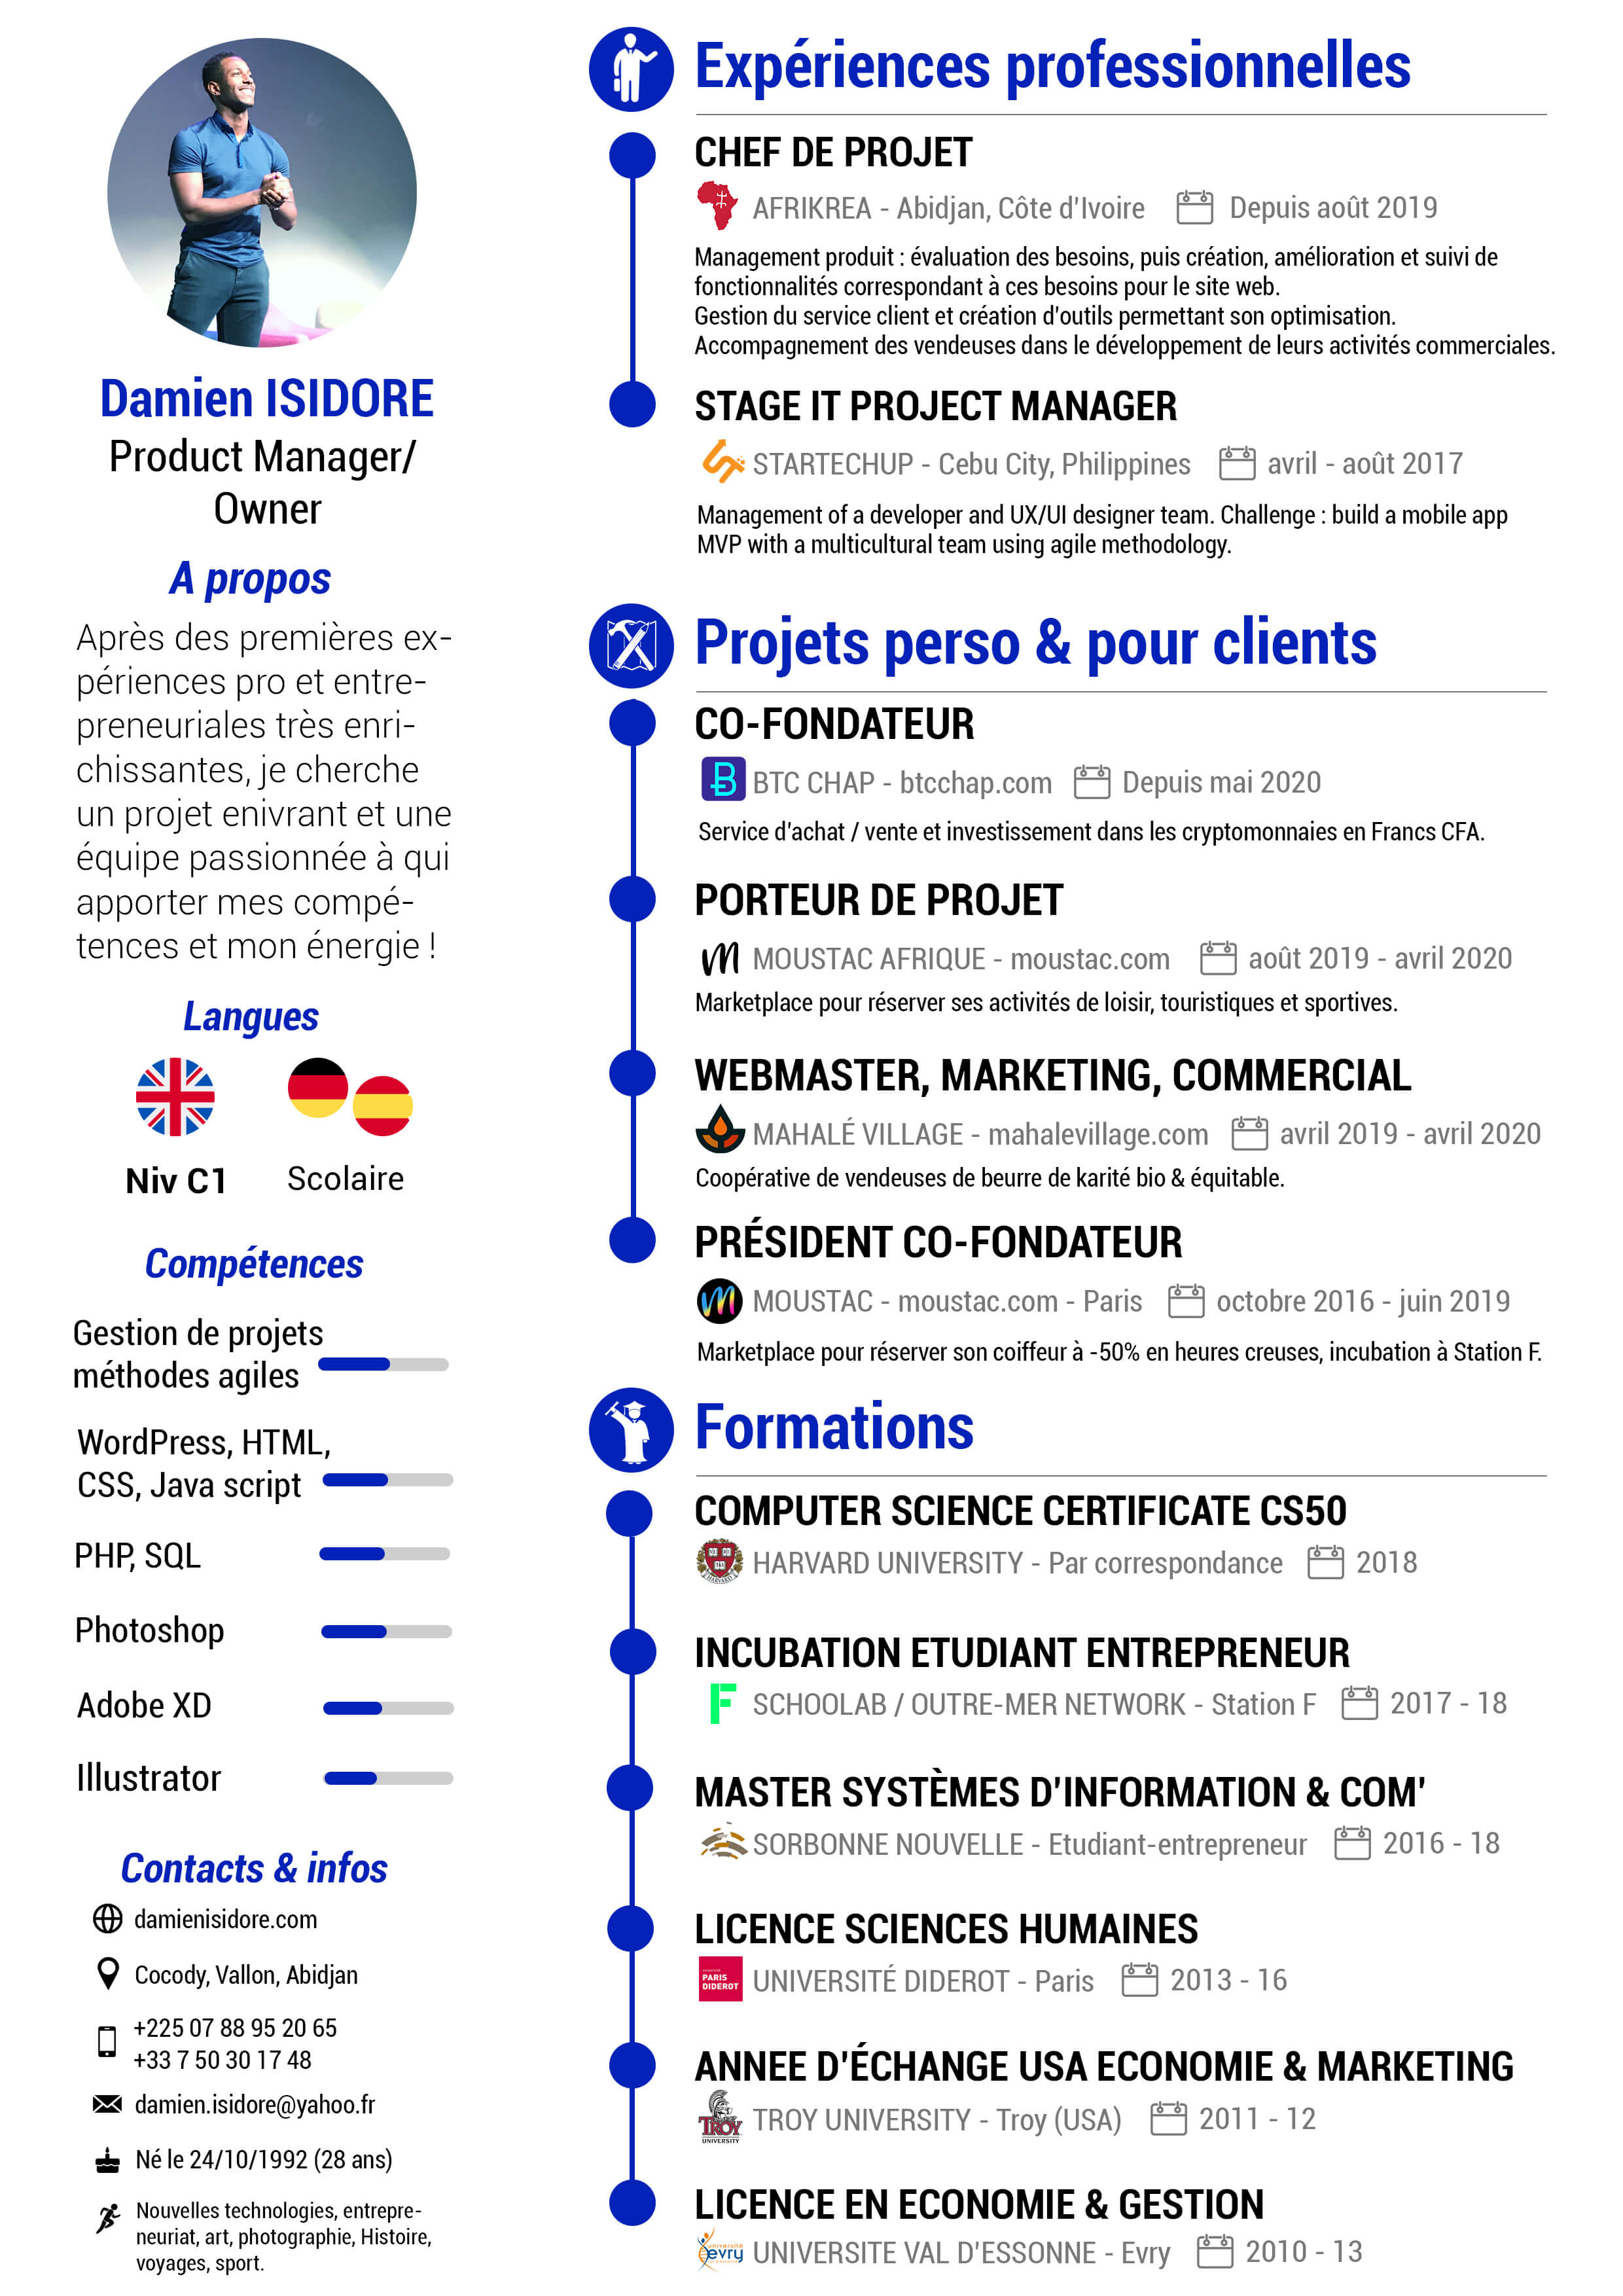 Damien ISIDORE
Product Manager/
Owner
A propos
Après des premières ex-
périences pro et entre-
preneuriales très enri-
chissantes, je cherche
un projet enivrant et une
équipe passionnée à qui
apporter mes compé-
tences et mon énergie !
Langues
Niv C1
Scolaire
Compétences
Gestion de projets
méthodes agiles
WordPress, HTML,
CSS, Java script
PHP, SQL
Photoshop
Adobe XD
Illustrator
Contacts & infos
damienisidore.com
Cocody, Vallon, Abidjan
+225 07 88 95 20 65
+33 7 50 30 17 48
damien.isidore@yahoo.fr
Né le 24/10/1992 (28 ans)
Nouvelles technologies, entrepre-
neuriat, art, photographie, Histoire,
voyages, sport.
Expériences professionnelles
CHEF DE PROJET
AFRIKREA - Abidjan, Côte d'Ivoire Depuis août 2019
Management produit : évaluation des besoins, puis création, amélioration et suivi de
fonctionnalités correspondant à ces besoins pour le site web.
Gestion du service client et création d'outils permettant son optimisation.
Accompagnement des vendeuses dans le développement de leurs activités commerciales.
STAGE IT PROJECT MANAGER
STARTECHUP - Cebu City, Philippines avril - août 2017
Management of a developer and UX/UI designer team. Challenge : build a mobile app
MVP with a multicultural team using agile methodology.
Projets perso & pour clients
CO-FONDATEUR
BTC CHAP - btcchap.com Depuis mai 2020
Service d'achat / vente et investissement dans les cryptomonnaies en Francs CFA.
PORTEUR DE PROJET
MOUSTAC AFRIQUE - moustac.com août 2019 - avril 2020
Marketplace pour réserver ses activités de loisir, touristiques et sportives.
WEBMASTER, MARKETING, COMMERCIAL
MAHALÉ VILLAGE - mahalevillage.com avril 2019 - avril 2020
Coopérative de vendeuses de beurre de karité bio & équitable.
PRÉSIDENT CO-FONDATEUR
MOUSTAC - moustac.com - Paris octobre 2016 - juin 2019
Marketplace pour réserver son coiffeur à -50% en heures creuses, incubation à Station F.
Formations
COMPUTER SCIENCE CERTIFICATE CS50
HARVARD UNIVERSITY - Par correspondance 2018
INCUBATION ETUDIANT ENTREPRENEUR
F SCHOOLAB / OUTRE-MER NETWORK - Station F 2017 - 18
MASTER SYSTÈMES D'INFORMATION & COM'
SORBONNE NOUVELLE - Etudiant-entrepreneur 2016 - 18
LICENCE SCIENCES HUMAINES
PARIS
DIDEROT
UNIVERSITÉ DIDEROT - Paris 2013 - 16
ANNEE D'ÉCHANGE USA ECONOMIE & MARKETING
TROY
UNIVERSITY
TROY UNIVERSITY - Troy (USA) 2011 - 12
LICENCE EN ECONOMIE & GESTION
université
evry
UNIVERSITE VAL D'ESSONNE - Evry 2010 - 13